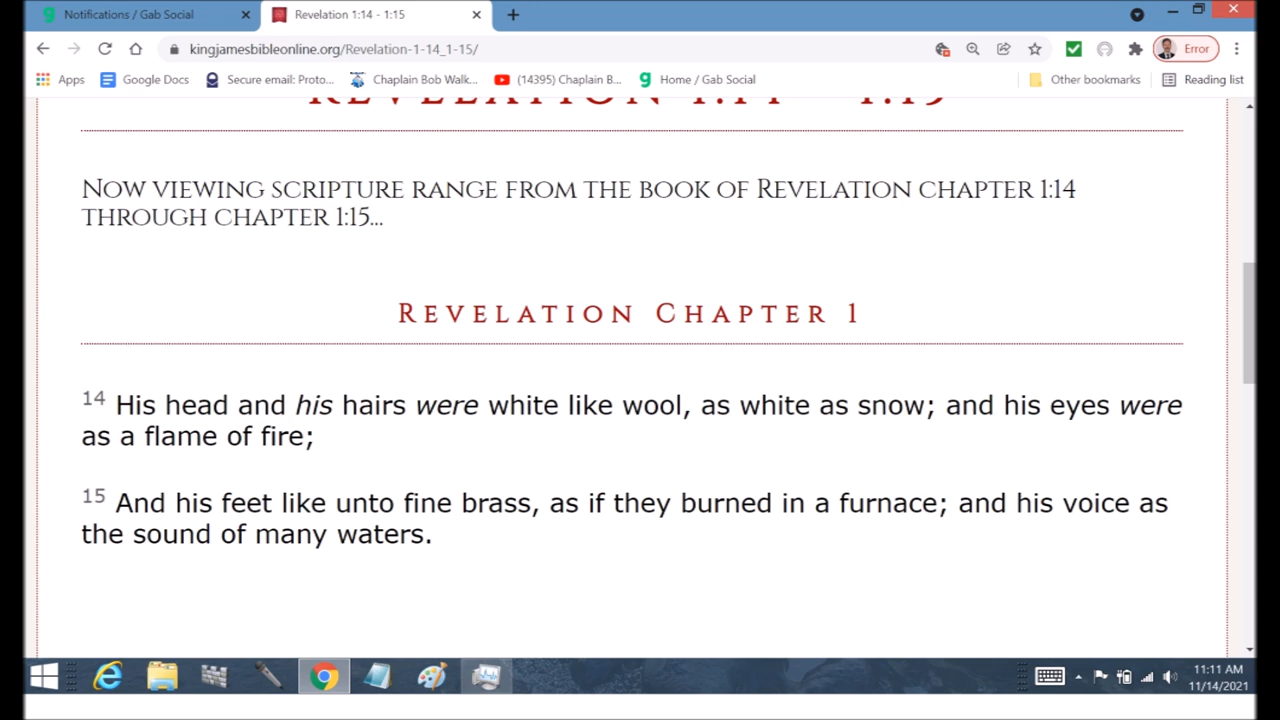 Notifications / Gab Social
Revelation 1:14 - 1:15
kingjamesbibleonline.org/Revelation-1-14_1-15/
Error
Apps
Google Docs
Secure email: Proto...
Chaplain Bob Walk...
(14395) Chaplain B...
Home / Gab Social
Other bookmarks
Reading list
REVELATION 1:14 - 1:15
NOW VIEWING SCRIPTURE RANGE FROM THE BOOK OF REVELATION CHAPTER 1:14
THROUGH CHAPTER 1:15...
REVELATION CHAPTER 1
14 His head and his hairs were white like wool, as white as snow; and his eyes were
as a flame of fire;
15 And his feet like unto fine brass, as if they burned in a furnace; and his voice as
the sound of many waters.
11:11 AM
11/14/2021